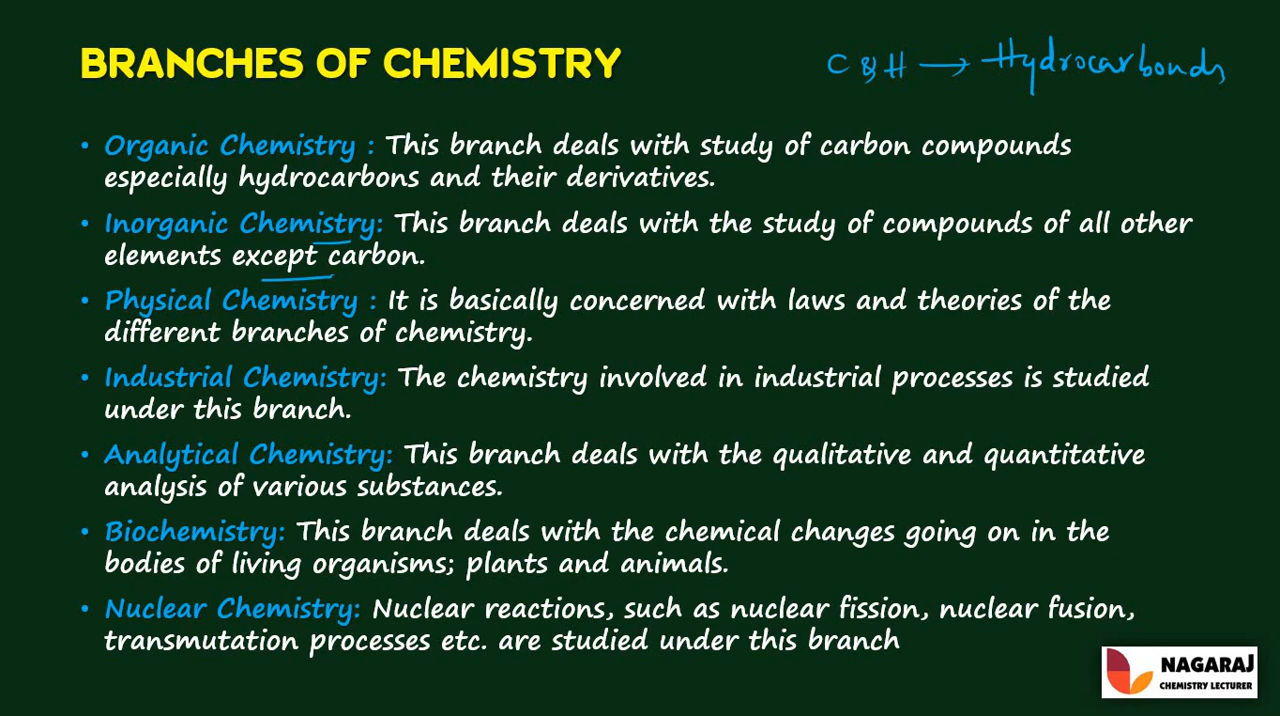 BRANCHES OF CHEMISTRY
C & H → Hydrocarbonds
• Organic Chemistry : This branch deals with study of carbon compounds
especially hydrocarbons and their derivatives.
• Inorganic Chemistry: This branch deals with the study of compounds of all other
elements except carbon.
• Physical Chemistry : It is basically concerned with laws and theories of the
different branches of chemistry.
• Industrial Chemistry: The chemistry involved in industrial processes is studied
under this branch.
• Analytical Chemistry: This branch deals with the qualitative and quantitative
analysis of various substances.
• Biochemistry: This branch deals with the chemical changes going on in the
bodies of living organisms; plants and animals.
• Nuclear Chemistry: Nuclear reactions, such as nuclear fission, nuclear fusion,
transmutation processes etc. are studied under this branch
NAGARAJ
CHEMISTRY LECTURER